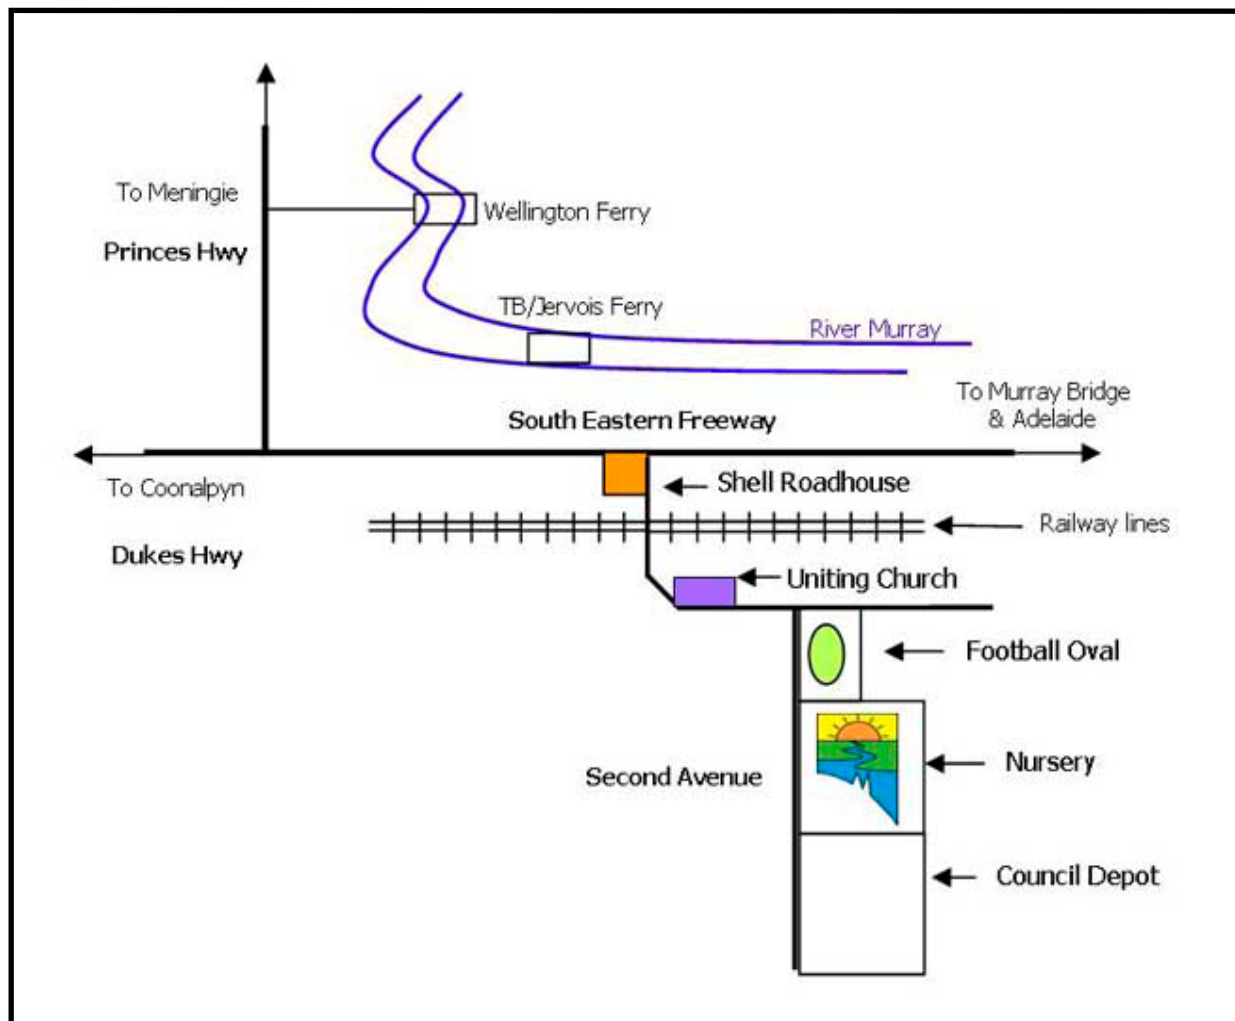 To Meningie
Princes Hwy
Wellington Ferry
TB/Jervois Ferry
River Murray
To Murray Bridge
& Adelaide
South Eastern Freeway
To Coonalpyn
Shell Roadhouse
Railway lines
Dukes Hwy
Uniting Church
Football Oval
Nursery
Second Avenue
Council Depot